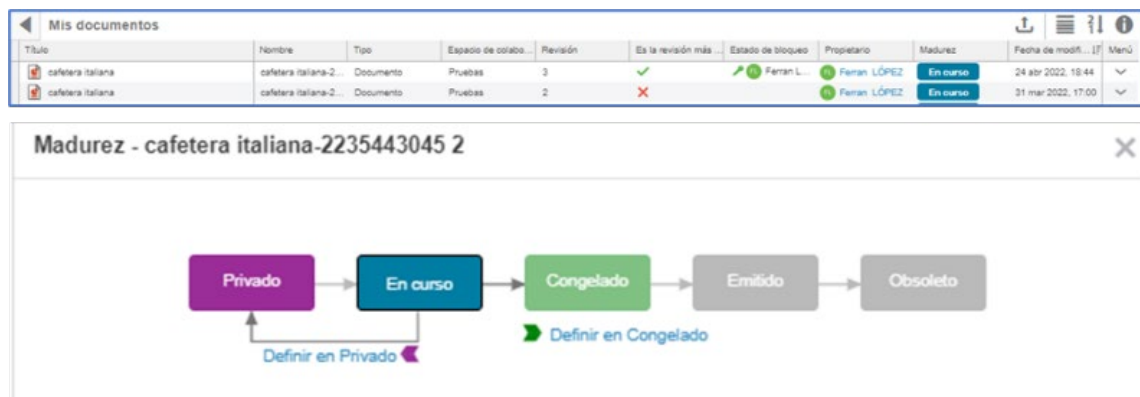 Mis documentos
Título Nombre Tipo Espacio de colabo... Revisión Es la revisión más ... Estado de bloqueo Propietario Madurez Fecha de modifi... Menú
cafetera italiana cafetera italiana-2... Documento Pruebas 3 Ferran L... Ferran LÓPEZ En curso 24 abr 2022, 18:44
cafetera italiana cafetera italiana-2... Documento Pruebas 2 Ferran LÓPEZ En curso 31 mar 2022, 17:00
Madurez - cafetera italiana-2235443045 2
Privado En curso Congelado Emitido Obsoleto
Definir en Privado Definir en Congelado